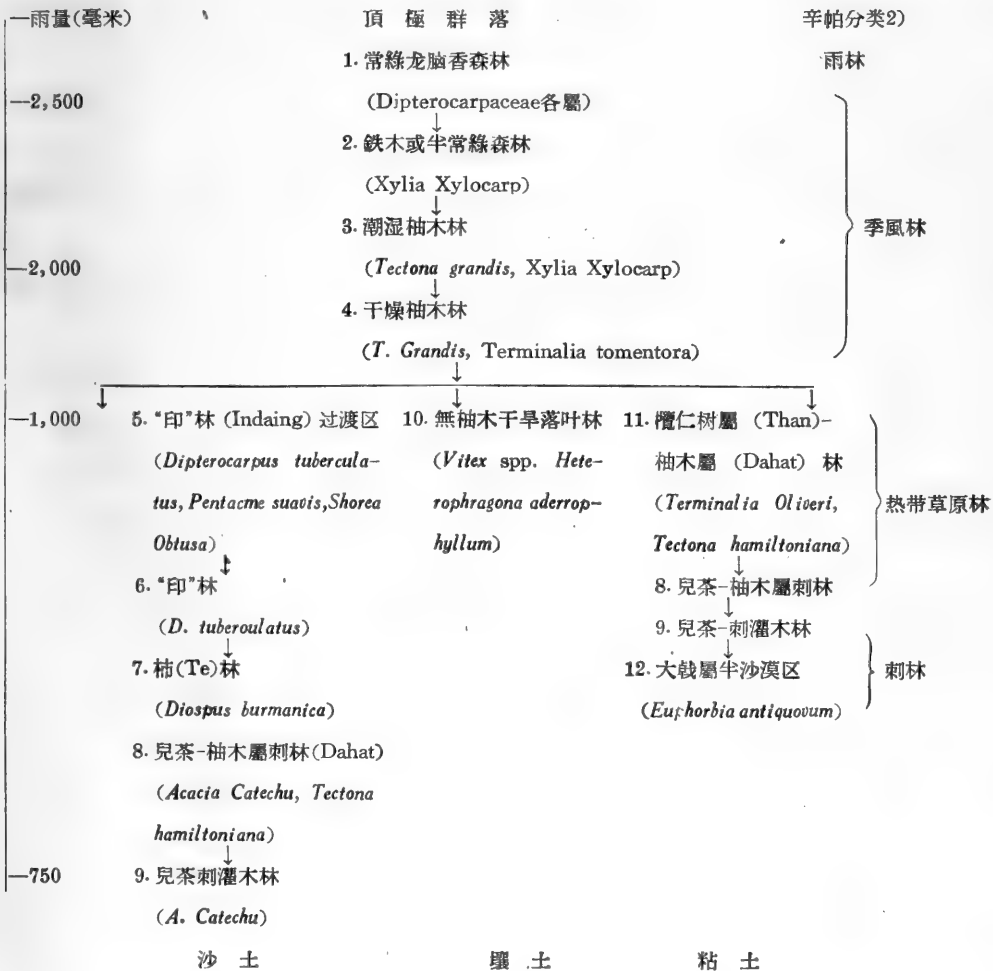 —雨量(毫米) 頂極群落 辛帕分类2)
1. 常綠龙脑香森林 雨林
—2,500 (Dipterocarpaceae各屬)
2. 鉄木或半常綠森林
(Xylia Xylocarp)
3. 潮湿柚木林 季風林
—2,000 (Tectona grandis, Xylia Xylocarp)
4. 干燥柚木林
(T. Grandis, Terminalia tomentora)
—1,000 5. “印”林 (Indaing) 过渡区 10. 無柚木干旱落叶林 11. 欖仁树屬 (Than)-
(Dipterocarpus tubercula- (Vitex spp. Hete- 柚木屬 (Dahat) 林
tus, Pentacme suavis, Shorea rophragona aderrop- (Terminalia Oliveri, 热带草原林
Obtusa) hyllum) Tectona hamiltoniana)
6. “印”林 8. 兒茶-柚木屬刺林
(D. tuberoulatus) 9. 兒茶-刺灌木林
7. 柿(Te)林 12. 大戟屬半沙漠区 刺林
(Diospus burmanica) (Euphorbia antiquovum)
8. 兒茶-柚木屬刺林(Dahat)
(Acacia Catechu, Tectona
hamiltoniana)
—750 9. 兒茶刺灌木林
(A. Catechu)
沙土 壤土 粘土